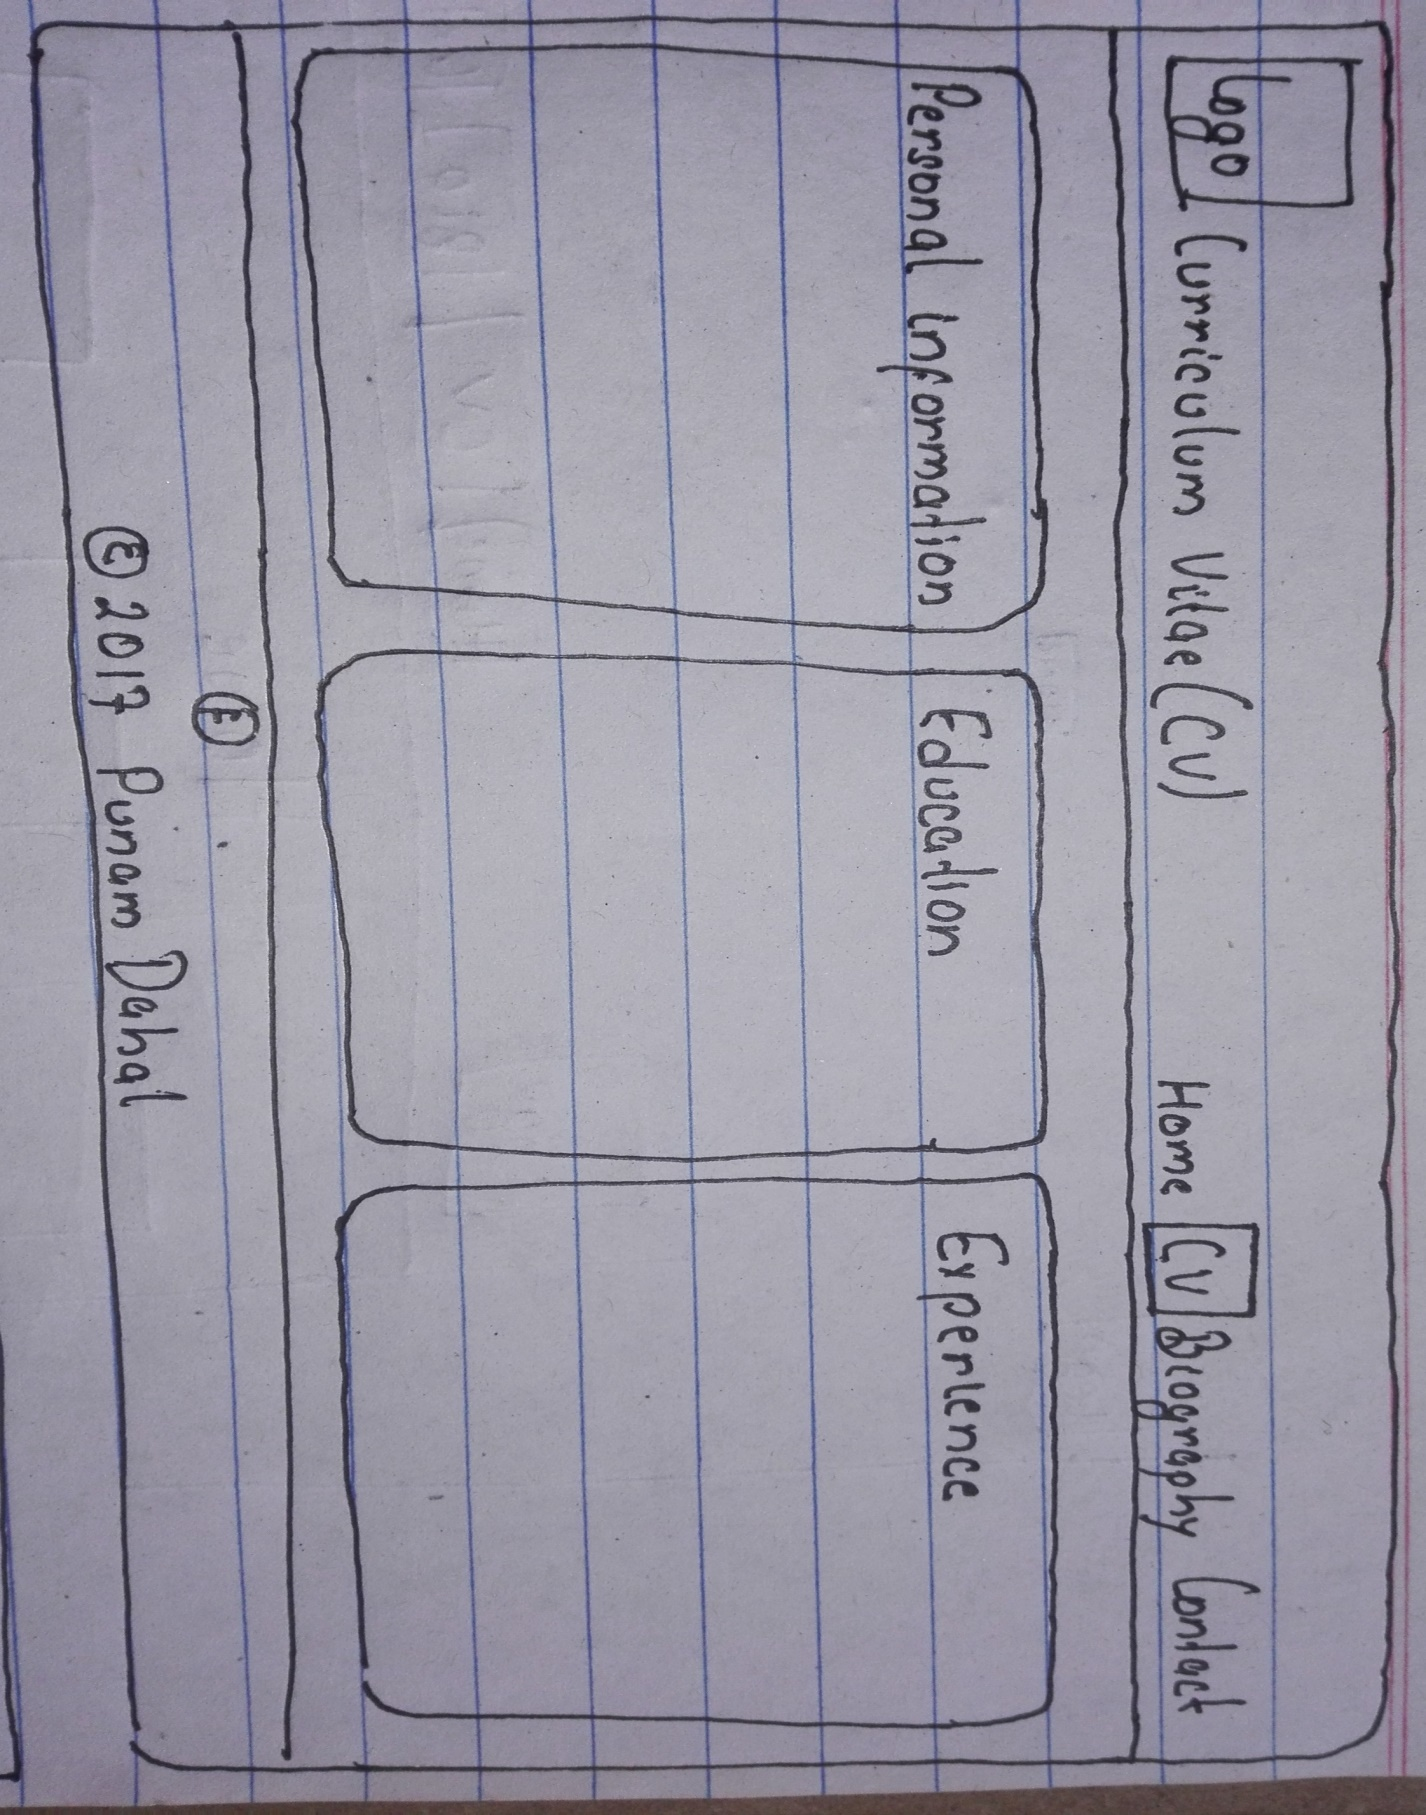 Logo Curriculum Vitae (CV) Home CV Biography Contact
Personal Information Education Experience
© 2017 Punam Dahal